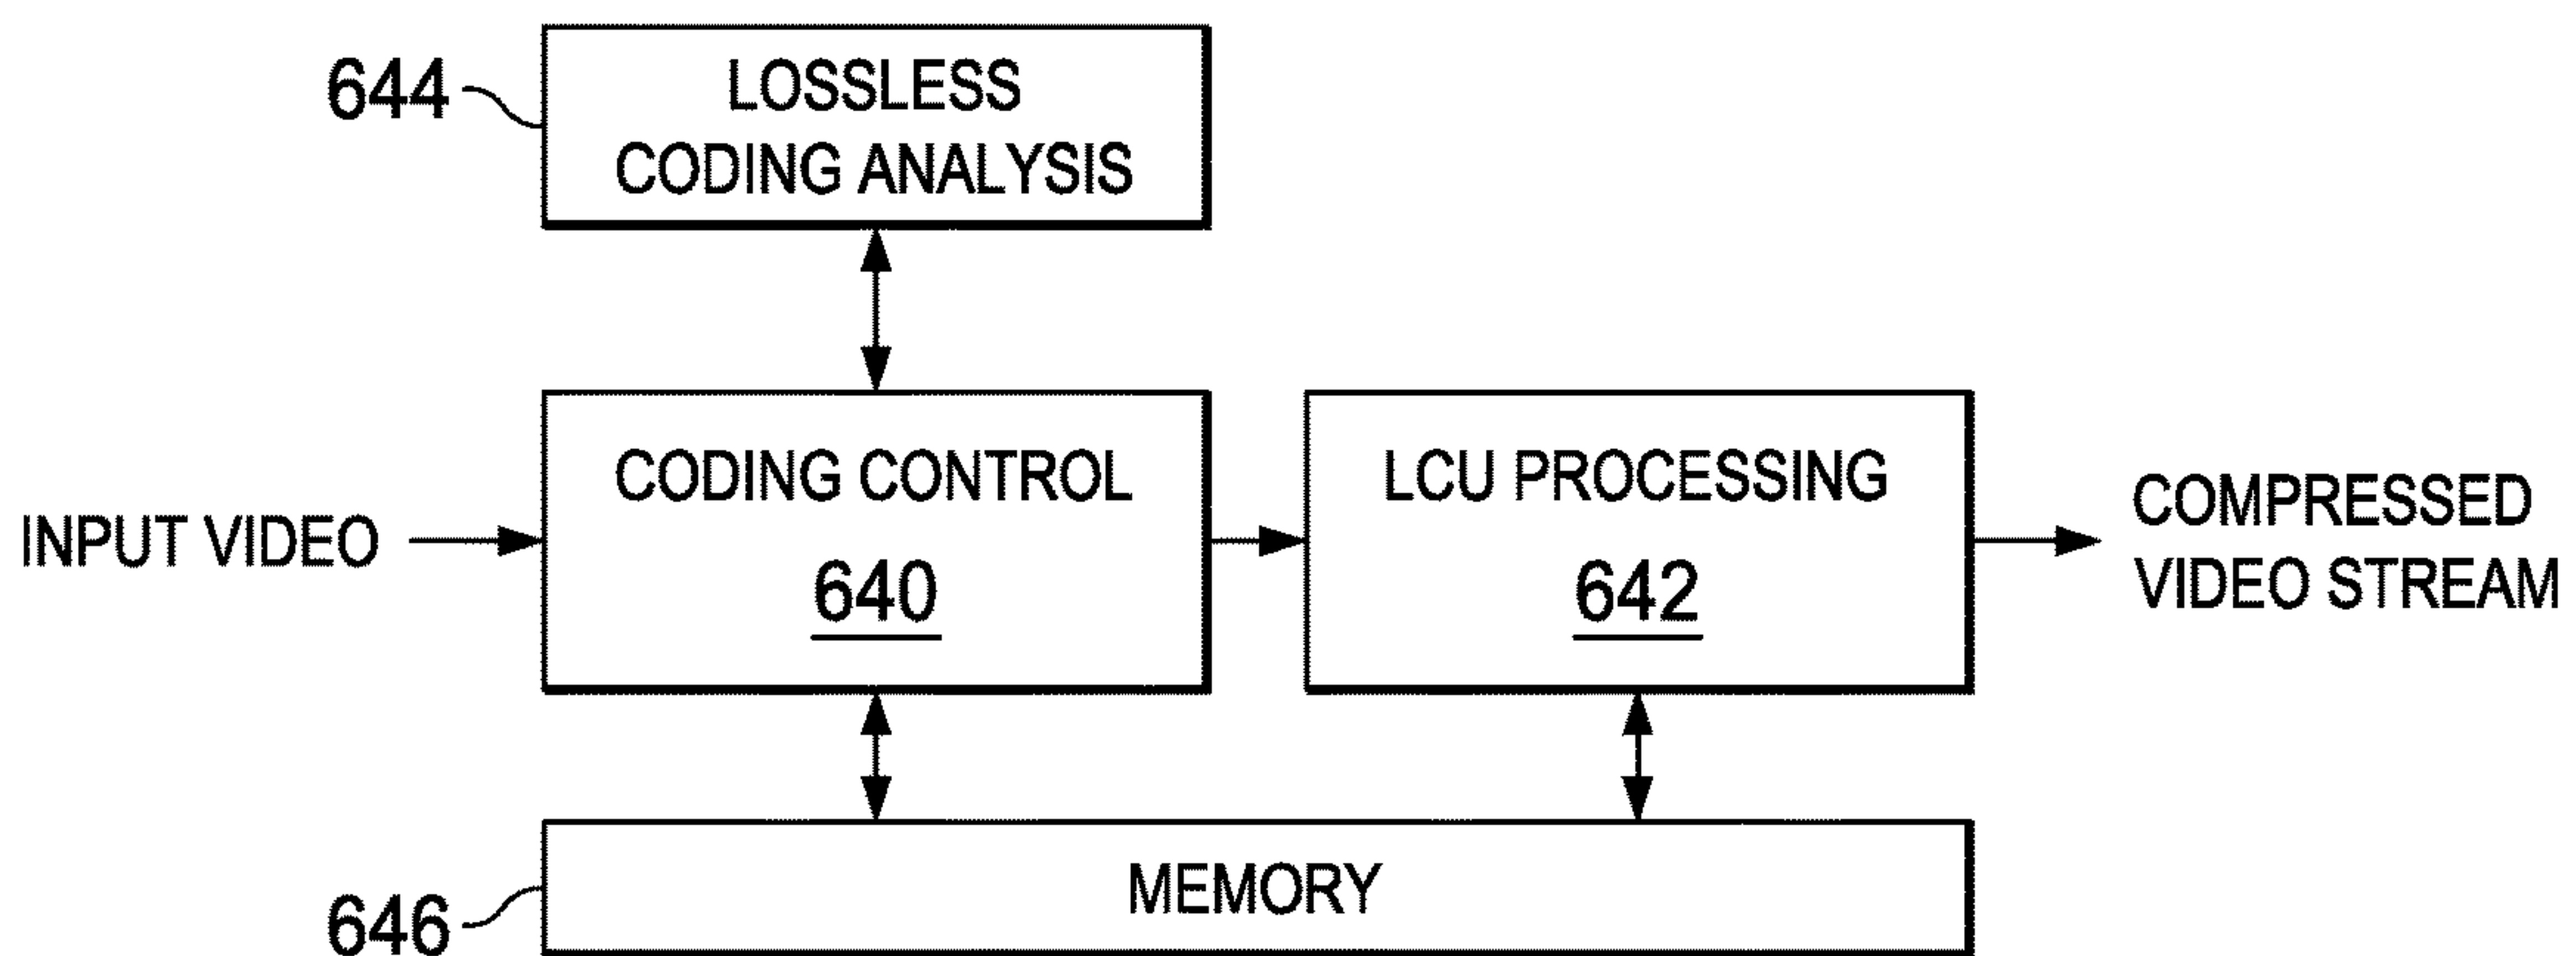 644
LOSSLESS
CODING ANALYSIS
INPUT VIDEO
CODING CONTROL
640
LCU PROCESSING
642
COMPRESSED
VIDEO STREAM
646
MEMORY